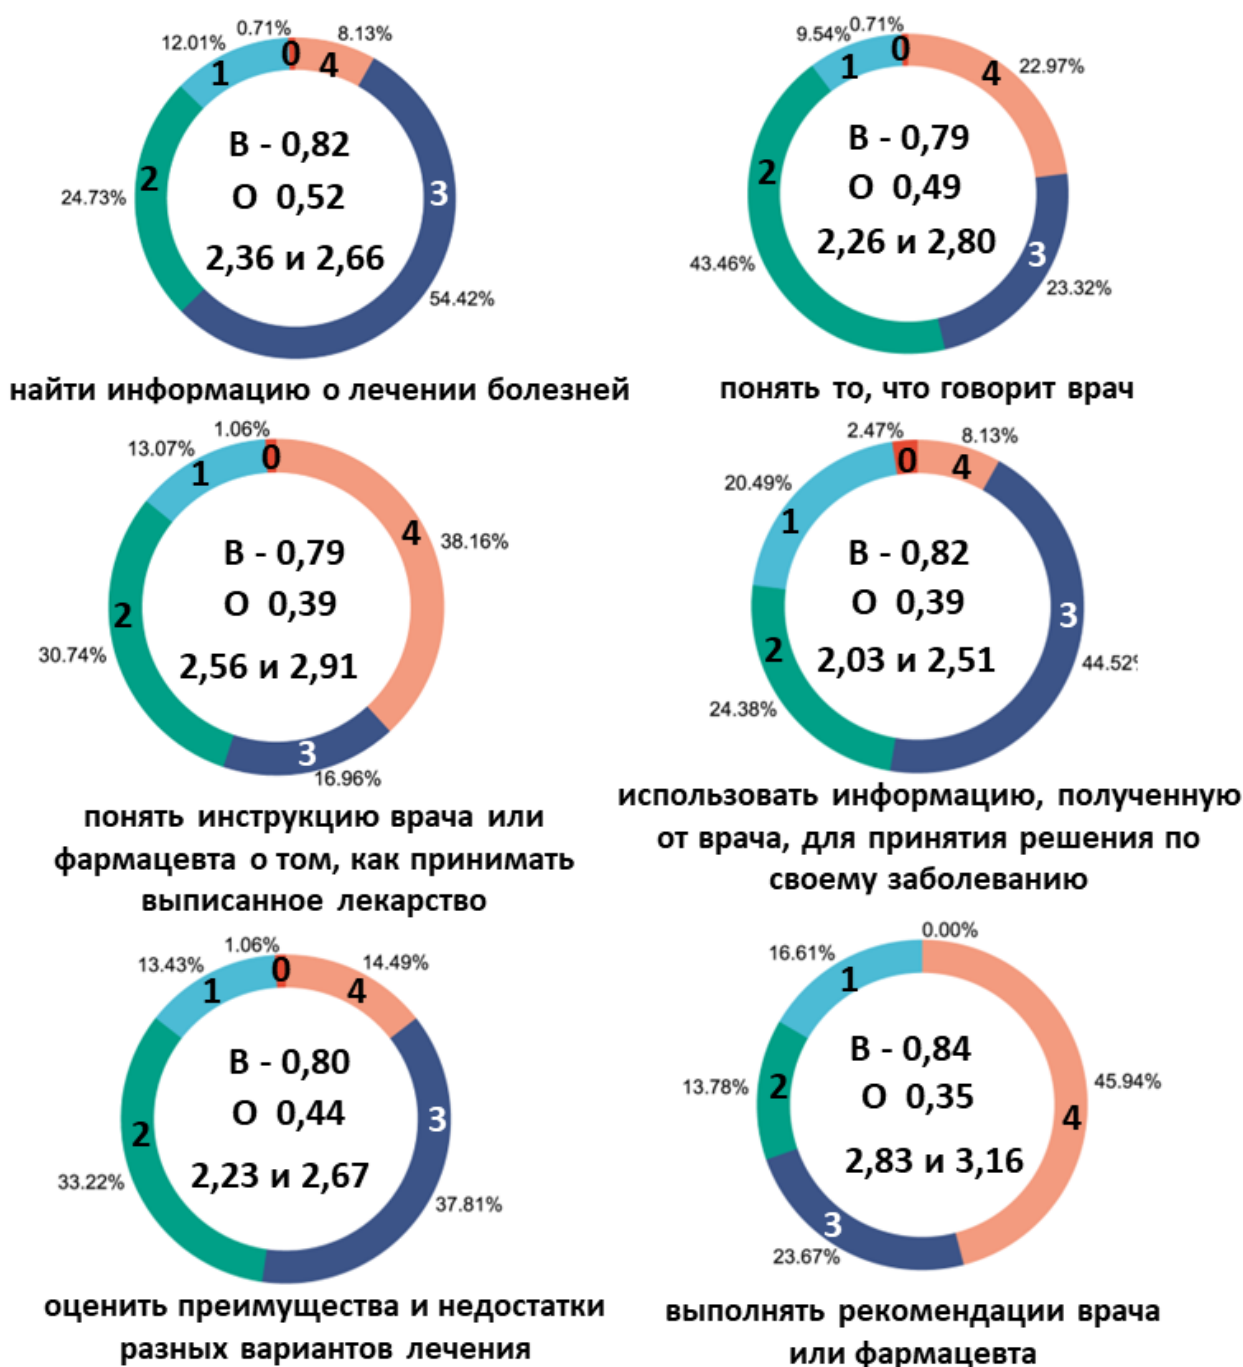 0.71%
12.01%
8.13%
0
1
4
В - 0,82
О 0,52
2,36 и 2,66
2
3
24.73%
54.42%
найти информацию о лечении болезней
9.54%
0.71%
0
1
4
22.97%
В - 0,79
О 0,49
2,26 и 2,80
2
3
43.46%
23.32%
понять то, что говорит врач
1.06%
13.07%
0
1
4
38.16%
В - 0,79
О 0,39
2,56 и 2,91
2
30.74%
3
16.96%
понять инструкцию врача или
фармацевта о том, как принимать
выписанное лекарство
2.47%
8.13%
0
4
20.49%
1
В - 0,82
О 0,39
2,03 и 2,51
3
2
44.52%
24.38%
использовать информацию, полученную
от врача, для принятия решения по
своему заболеванию
1.06%
13.43%
14.49%
0
1
4
В - 0,80
О 0,44
2,23 и 2,67
2
3
33.22%
37.81%
оценить преимущества и недостатки
разных вариантов лечения
0.00%
16.61%
1
В - 0,84
О 0,35
2,83 и 3,16
13.78%
2
45.94%
4
3
23.67%
выполнять рекомендации врача
или фармацевта